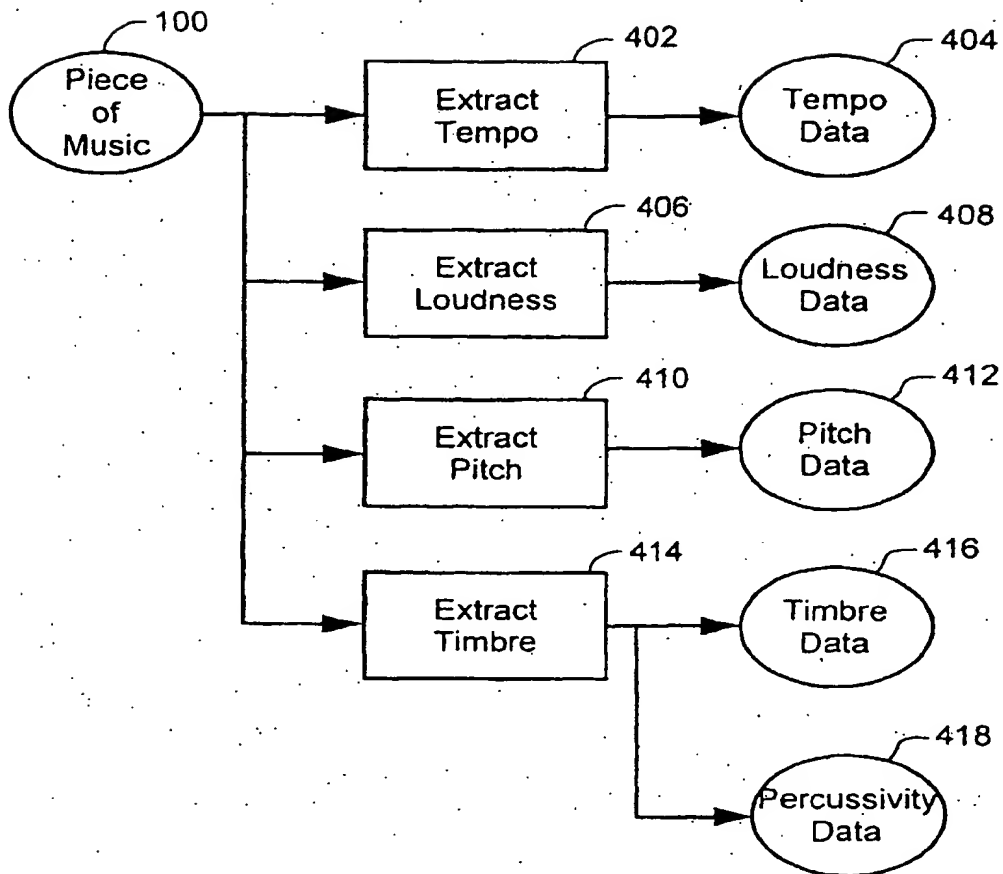 100
Piece
of
Music
402
Extract
Tempo
404
Tempo
Data
406
Extract
Loudness
408
Loudness
Data
410
Extract
Pitch
412
Pitch
Data
414
Extract
Timbre
416
Timbre
Data
418
Percussivity
Data